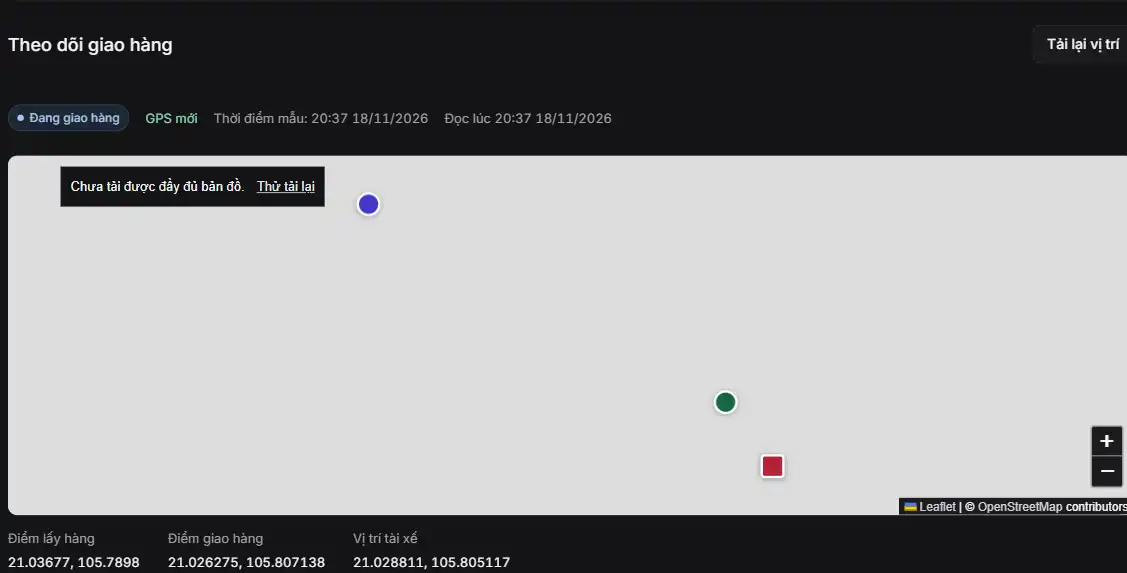 Theo dõi giao hàng
Tải lại vị trí
Đang giao hàng GPS mới Thời điểm mẫu: 20:37 18/11/2026 Đọc lúc 20:37 18/11/2026
Chưa tải được đầy đủ bản đồ. Thử tải lại
+
−
Leaflet | © OpenStreetMap contributors
Điểm lấy hàng Điểm giao hàng Vị trí tài xế
21.03677, 105.7898 21.026275, 105.807138 21.028811, 105.805117